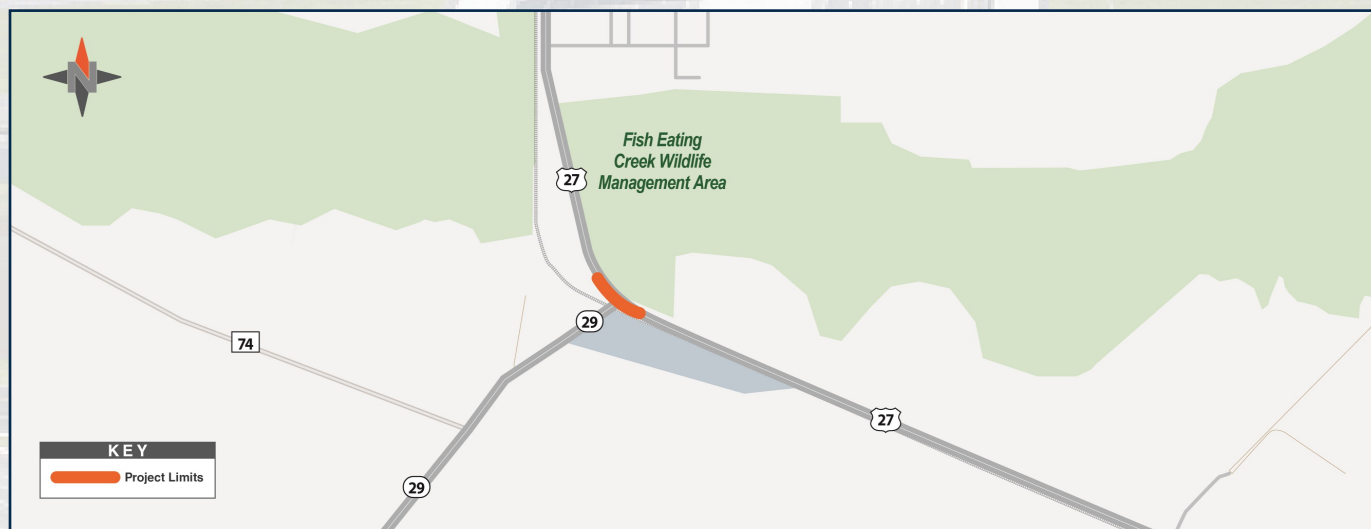 N
Fish Eating
Creek Wildlife
Management Area
27
29
74
27
29
KEY
Project Limits